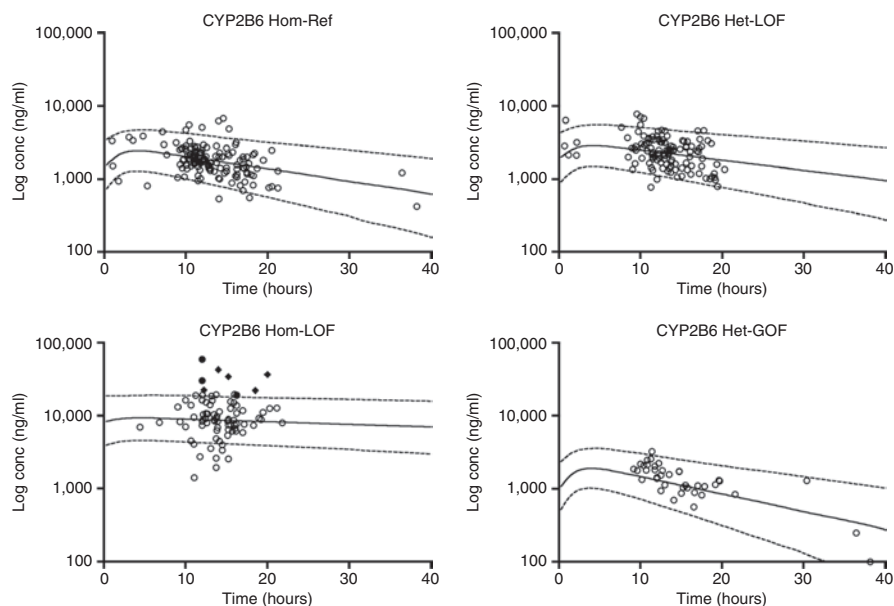 CYP2B6 Hom-Ref
100,000
10,000
1,000
100
Log conc (ng/ml)
0 10 20 30 40
Time (hours)
CYP2B6 Het-LOF
100,000
10,000
1,000
100
Log conc (ng/ml)
0 10 20 30 40
Time (hours)
CYP2B6 Hom-LOF
100,000
10,000
1,000
100
Log conc (ng/ml)
0 10 20 30 40
Time (hours)
CYP2B6 Het-GOF
100,000
10,000
1,000
100
Log conc (ng/ml)
0 10 20 30 40
Time (hours)